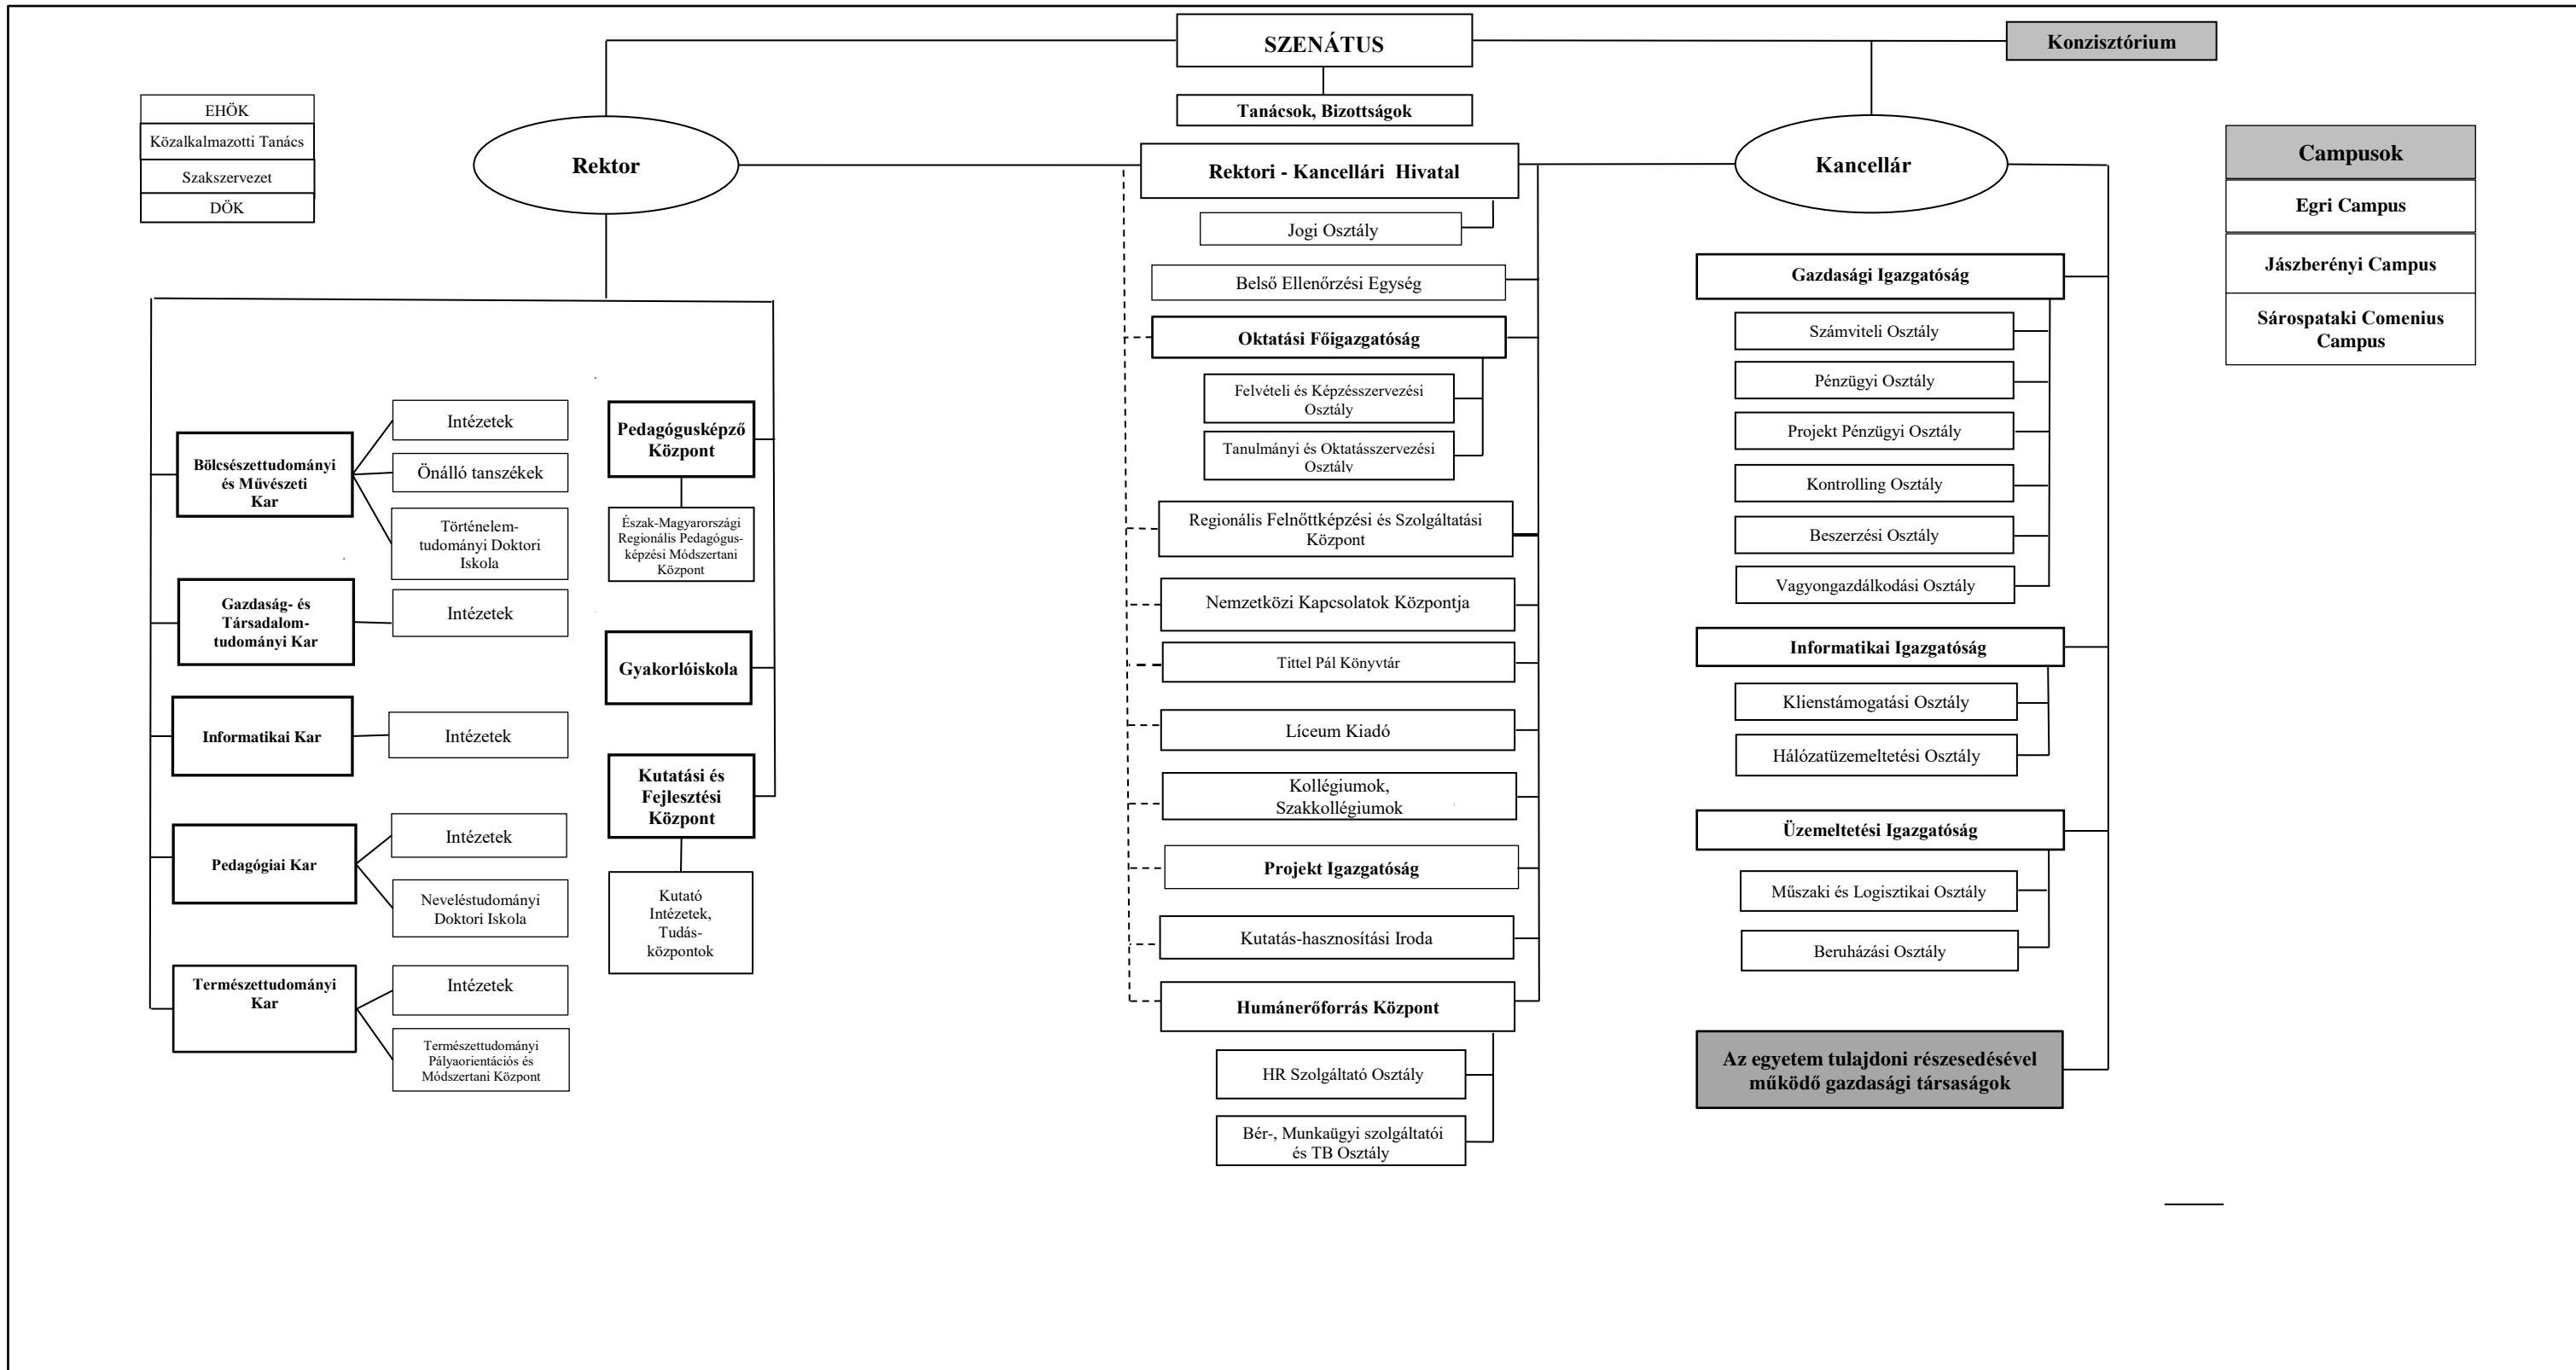 SZENÁTUS
Konzisztórium
Tanácsok, Bizottságok
EHÖK
Közalkalmazotti Tanács
Szakszervezet
DÖK
Rektor
Rektori - Kancellári Hivatal
Kancellár
Jogi Osztály
Campusok
Egri Campus
Jászberényi Campus
Sárospataki Comenius
Campus
Bölcsészettudományi
és Művészeti
Kar
Intézetek
Önálló tanszékek
Történelem-
tudományi Doktori
Iskola
Gazdaság- és
Társadalom-
tudományi Kar
Intézetek
Informatikai Kar
Intézetek
Pedagógiai Kar
Intézetek
Neveléstudományi
Doktori Iskola
Természettudományi
Kar
Intézetek
Természettudományi
Pályaorientációs és
Módszertani Központ
Pedagógusképző
Központ
Észak-Magyarországi
Regionális Pedagógus-
képzési Módszertani
Központ
Gyakorlóiskola
Kutatási és
Fejlesztési
Központ
Kutató
Intézetek,
Tudás-
központok
Belső Ellenőrzési Egység
Oktatási Főigazgatóság
Felvételi és Képzésszervezési
Osztály
Tanulmányi és Oktatásszervezési
Osztály
Regionális Felnőttképzési és Szolgáltatási
Központ
Nemzetközi Kapcsolatok Központja
Tittel Pál Könyvtár
Líceum Kiadó
Kollégiumok,
Szakkollégiumok
Projekt Igazgatóság
Kutatás-hasznosítási Iroda
Humánerőforrás Központ
HR Szolgáltató Osztály
Bér-, Munkaügyi szolgáltatói
és TB Osztály
Gazdasági Igazgatóság
Számviteli Osztály
Pénzügyi Osztály
Projekt Pénzügyi Osztály
Kontrolling Osztály
Beszerzési Osztály
Vagyongazdálkodási Osztály
Informatikai Igazgatóság
Klienstámogatási Osztály
Hálózatüzemeltetési Osztály
Üzemeltetési Igazgatóság
Műszaki és Logisztikai Osztály
Beruházási Osztály
Az egyetem tulajdoni részesedésével
működő gazdasági társaságok